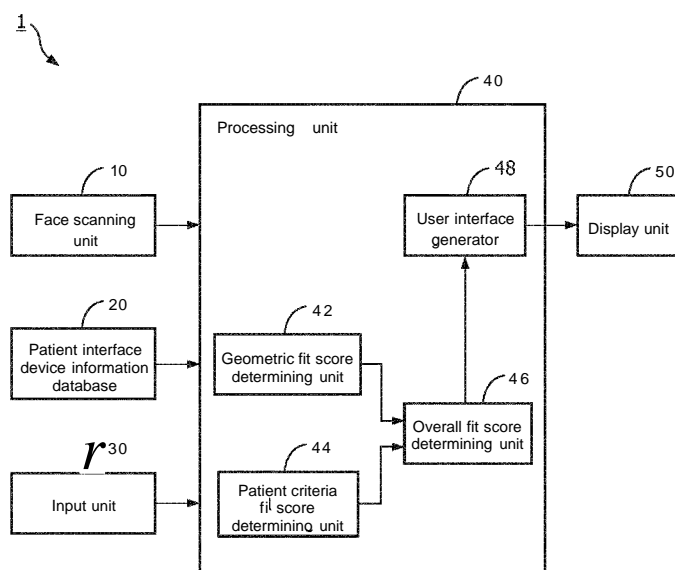 1
40
Processing unit
10
48
50
Face scanning
unit
User interface
generator
Display unit
20
42
Patient interface
device information
database
Geometric fit score
determining unit
46
Overall fit score
determining unit
r30
44
Input unit
Patient criteria
fil score
determining unit